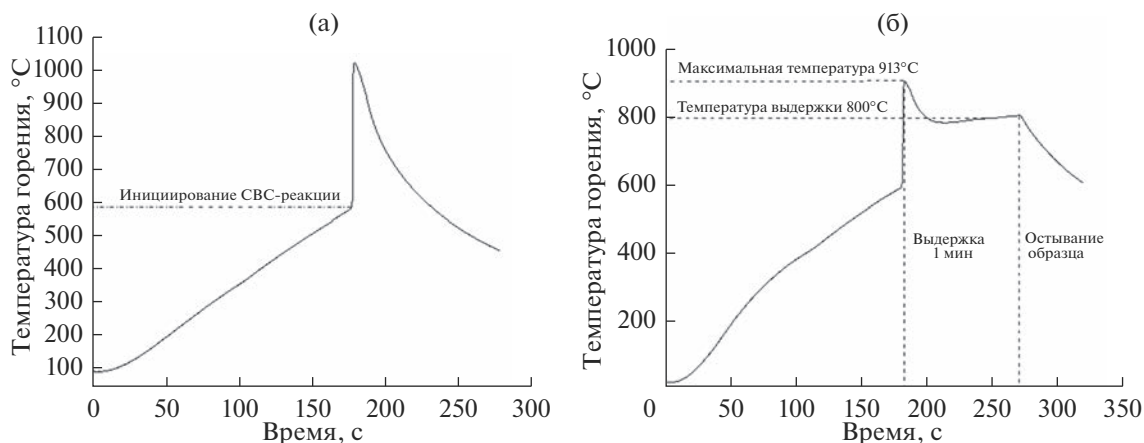 (а)
Температура горения, °C
1100
1000
900
800
700
600
500
400
300
200
100
Инициирование СВС-реакции
0
50
100
150
200
250
300
Время, с
(б)
Температура горения, °C
1000
800
600
400
200
Максимальная температура 913°C
Температура выдержки 800°C
Выдержка
1 мин
Остывание
образца
0
50
100
150
200
250
300
350
Время, с